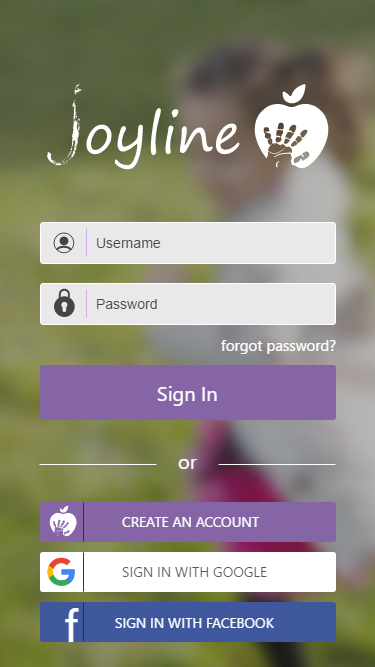 Joyline
Username
Password
forgot password?
Sign In
or
CREATE AN ACCOUNT
SIGN IN WITH GOOGLE
SIGN IN WITH FACEBOOK